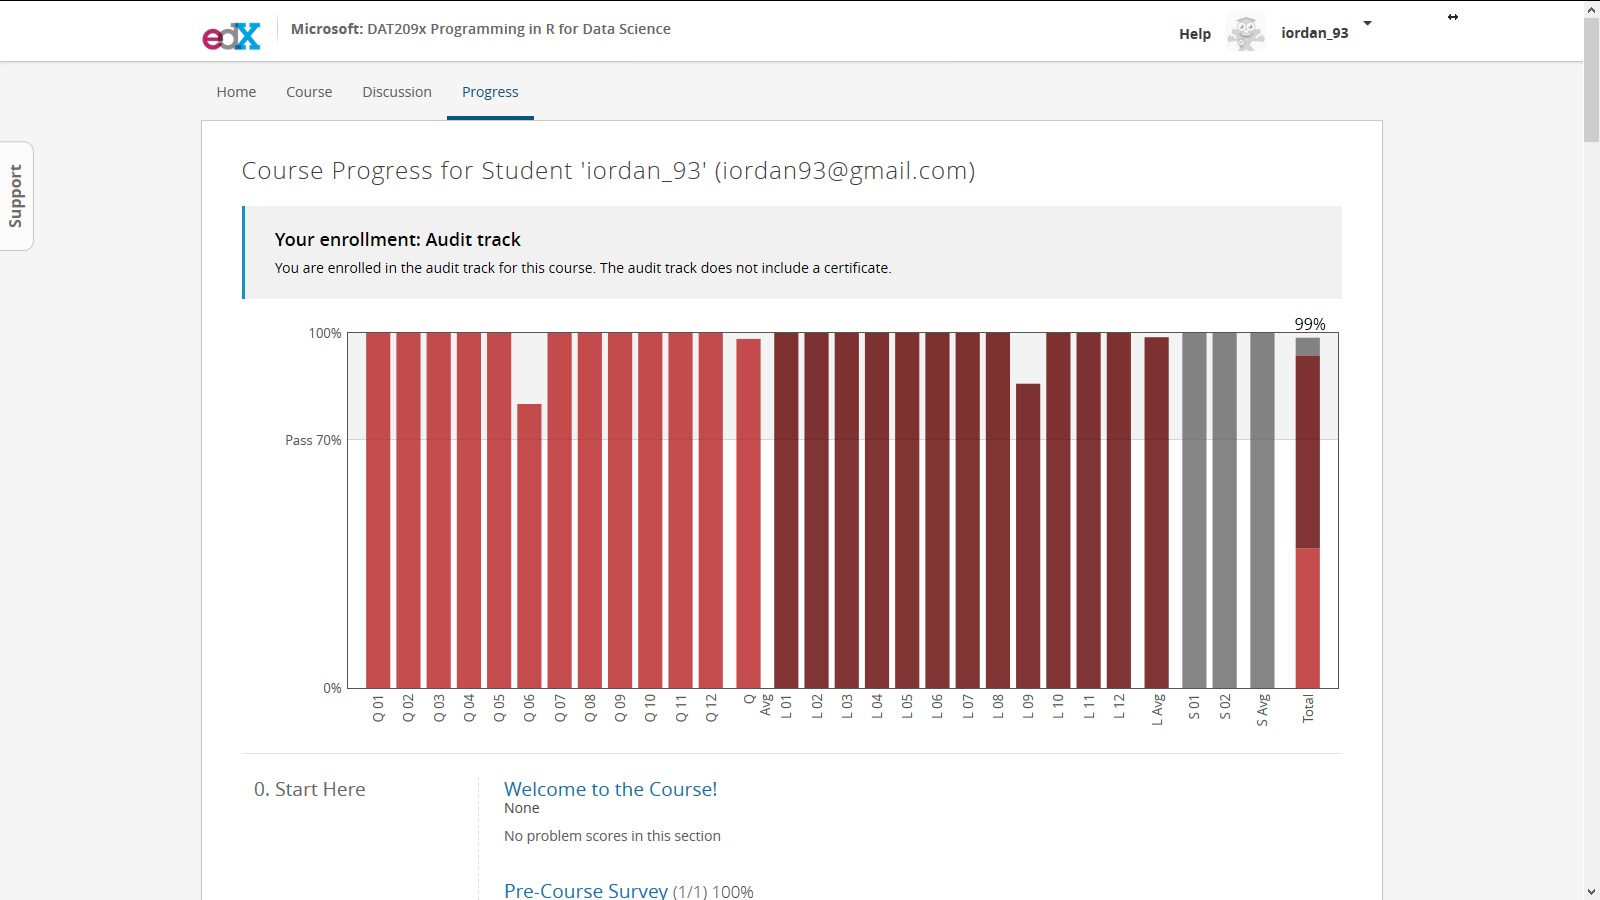 edX
Microsoft: DAT209x Programming in R for Data Science
Help
iordan_93
Home
Course
Discussion
Progress
Support
Course Progress for Student 'iordan_93' (iordan93@gmail.com)
Your enrollment: Audit track
You are enrolled in the audit track for this course. The audit track does not include a certificate.
99%
100%
Pass 70%
0%
Q 01
Q 02
Q 03
Q 04
Q 05
Q 06
Q 07
Q 08
Q 09
Q 10
Q 11
Q 12
Q
Avg
L 01
L 02
L 03
L 04
L 05
L 06
L 07
L 08
L 09
L 10
L 11
L 12
L Avg
S 01
S 02
S Avg
Total
0. Start Here
Welcome to the Course!
None
No problem scores in this section
Pre-Course Survey (1/1) 100%